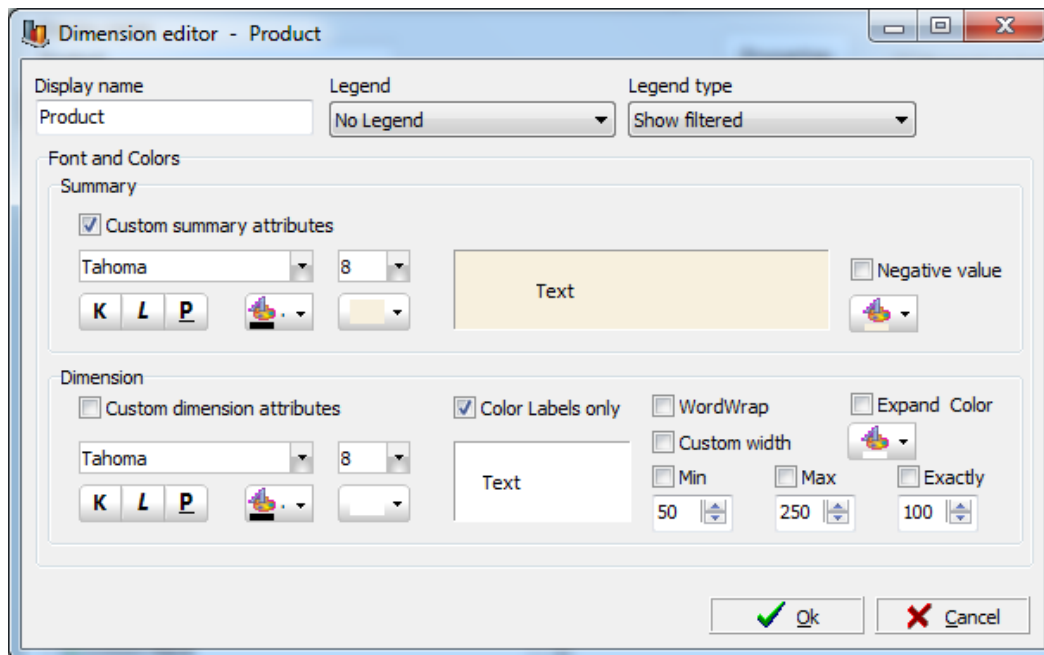 Dimension editor - Product
Display name Legend Legend type
Product No Legend Show filtered
Font and Colors
Summary
Custom summary attributes
Tahoma 8 Text Negative value
K L P
Dimension
Custom dimension attributes Color Labels only WordWrap Expand Color
Custom width
Tahoma 8 Text Min Max Exactly
K L P 50 250 100
Ok Cancel